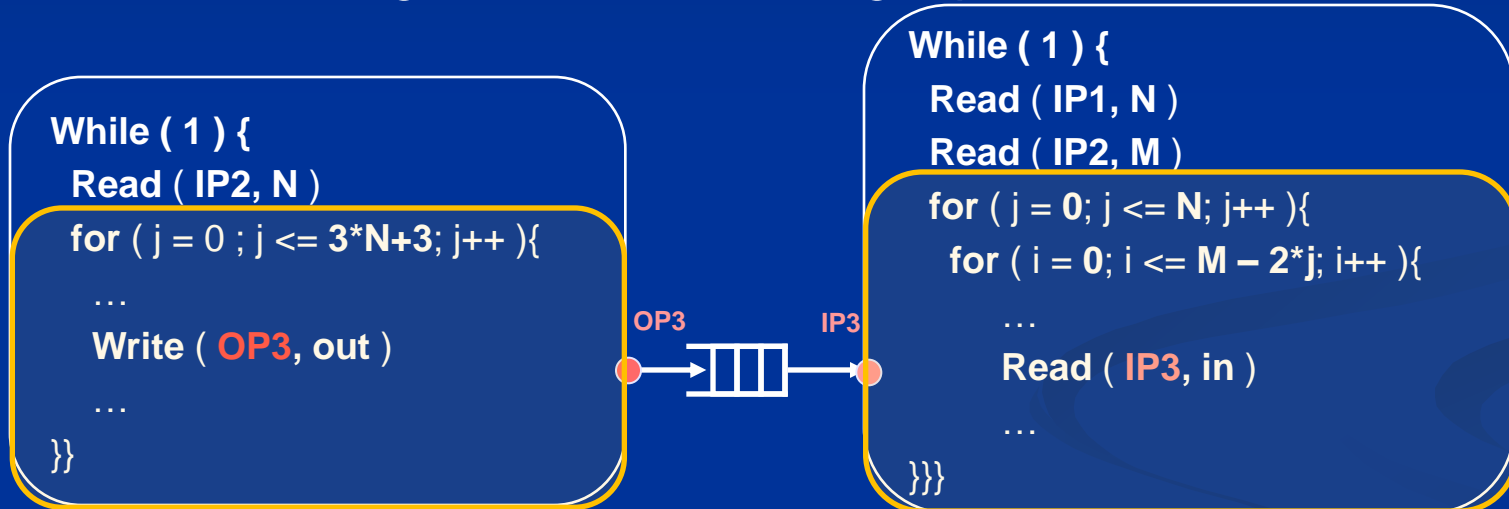 While ( 1 ) {
Read ( IP2, N )
for ( j = 0 ; j <= 3*N+3; j++ ){
…
Write ( OP3, out )
…
}}
OP3
IP3
While ( 1 ) {
Read ( IP1, N )
Read ( IP2, M )
for ( j = 0; j <= N; j++ ){
for ( i = 0; i <= M – 2*j; i++ ){
…
Read ( IP3, in )
…
}}}